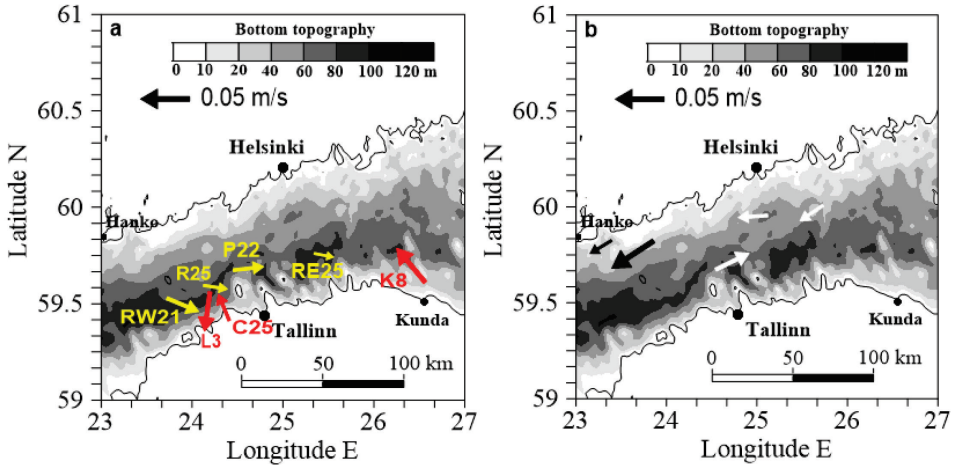 a
Bottom topography
0 10 20 40 60 80 100 120 m
0.05 m/s
Helsinki
Hanko
P22
R25
RE25
K8
RW21
C25
L3
Tallinn
Kunda
0 50 100 km
61
60.5
60
59.5
59
23 24 25 26 27
Latitude N
Longitude E
b
Bottom topography
0 10 20 40 60 80 100 120 m
0.05 m/s
Helsinki
Hanko
Tallinn
Kunda
0 50 100 km
61
60.5
60
59.5
59
23 24 25 26 27
Latitude N
Longitude E